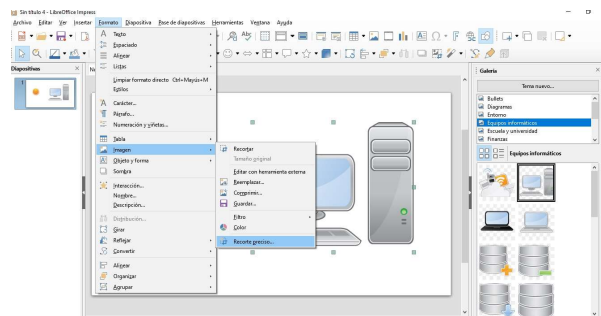 Sin título 4 - LibreOffice Impress
Archivo Editar Ver Insertar Formato Diapositiva Pase de diapositivas Herramientas Ventana Ayuda
Diapositivas
1
Texto
Espaciado
Alinear
Listas
Limpiar formato directo Ctrl+Mayús+M
Estilos
Carácter...
Párrafo...
Numeración y viñetas...
Tabla
Imagen
Objeto y forma
Sombra
Interacción...
Nombre...
Descripción...
Distribución...
Girar
Reflejar
Convertir
Alinear
Organizar
Agrupar
Recortar
Tamaño original
Editar con herramienta externa
Reemplazar...
Comprimir...
Guardar...
Filtro
Color
Recorte preciso...
Galería
Tema nuevo...
Bullets
Diagramas
Entorno
Equipos informáticos
Escuela y universidad
Finanzas
Equipos informáticos